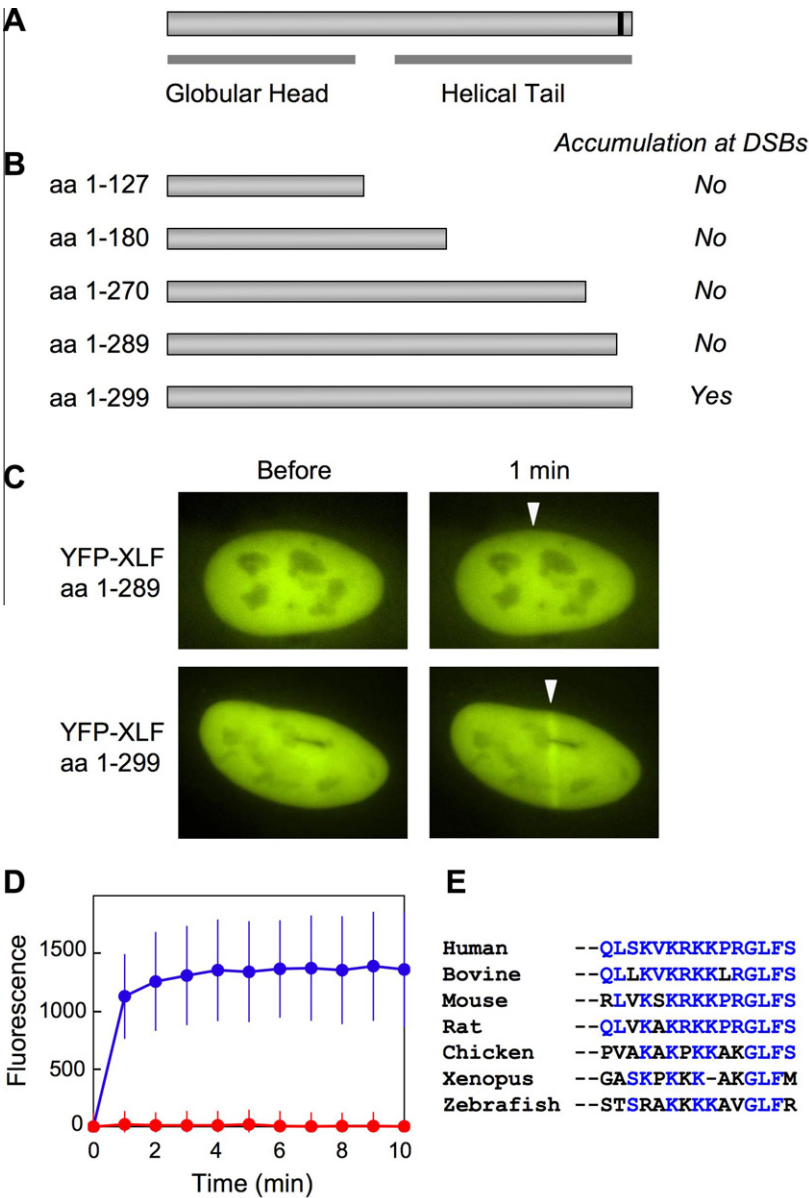 A
Globular Head Helical Tail
Accumulation at DSBs
B
aa 1-127 No
aa 1-180 No
aa 1-270 No
aa 1-289 No
aa 1-299 Yes
C
Before 1 min
YFP-XLF
aa 1-289
YFP-XLF
aa 1-299
D
Fluorescence
1500
1000
500
0
0 2 4 6 8 10
Time (min)
E
Human --QLSKVKRKKPRGLFS
Bovine --QLLKVKRKKLRGLFS
Mouse --RLVKSKRKKPRGLFS
Rat --QLVKAKRKKPRGLFS
Chicken --PVAKAKPKKAKGLFS
Xenopus --GASKPKKK-AKGLFM
Zebrafish --STSRAKKKKAVGLFR